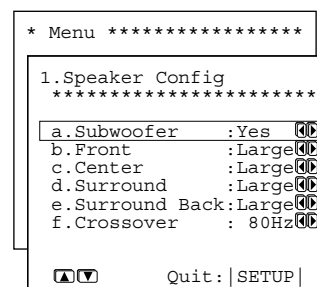 * Menu *****************
1.Speaker Config
***********************
a.Subwoofer :Yes
b.Front :Large
c.Center :Large
d.Surround :Large
e.Surround Back:Large
f.Crossover : 80Hz
Quit:|SETUP|